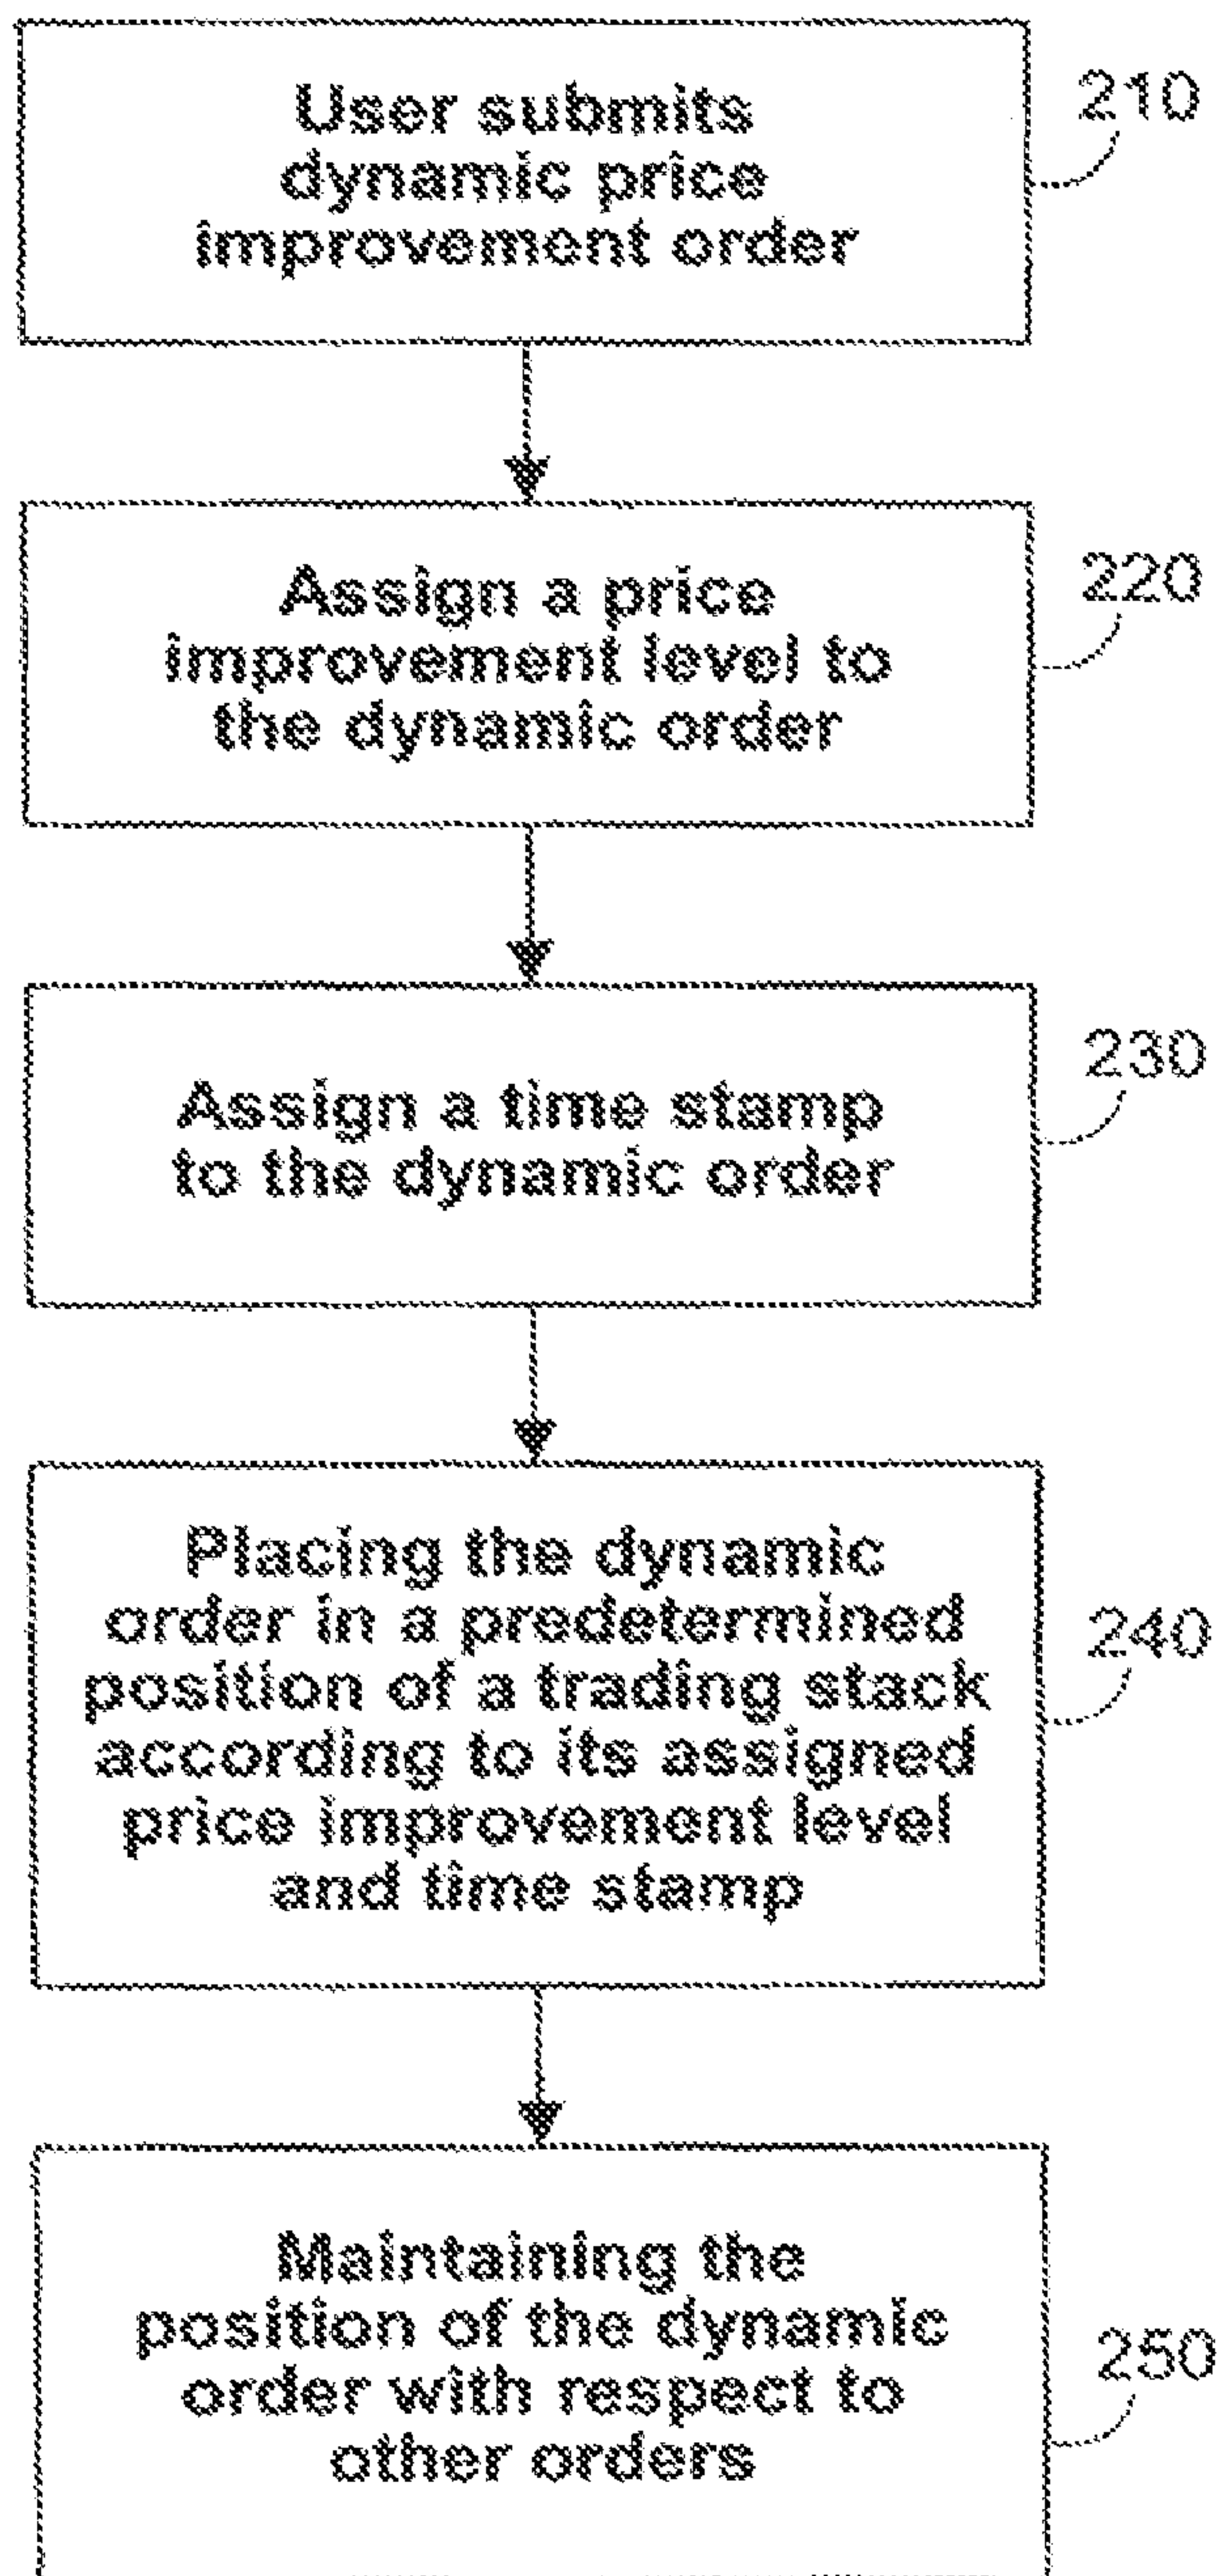 User submits
dynamic price
improvement order
210
Assign a price
improvement level to
the dynamic order
220
Assign a time stamp
to the dynamic order
230
Placing the dynamic
order in a predetermined
position of a trading stack
according to its assigned
price improvement level
and time stamp
240
Maintaining the
position of the dynamic
order with respect to
other orders
250